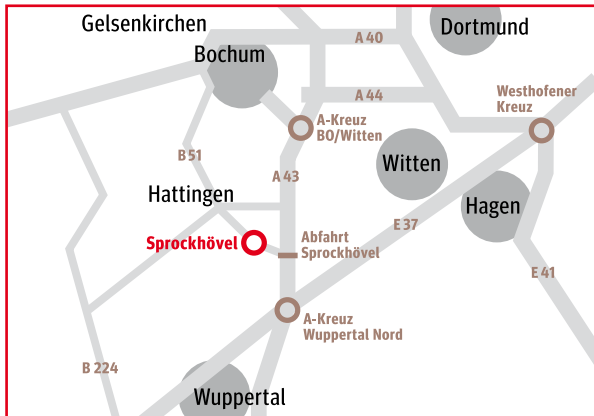 Gelsenkirchen
Dortmund
A 40
Bochum
A 44
Westhofener
Kreuz
A-Kreuz
BO/Witten
B 51
Witten
A 43
Hattingen
Hagen
E 37
Sprockhövel
Abfahrt
Sprockhövel
E 41
A-Kreuz
Wuppertal Nord
B 224
Wuppertal